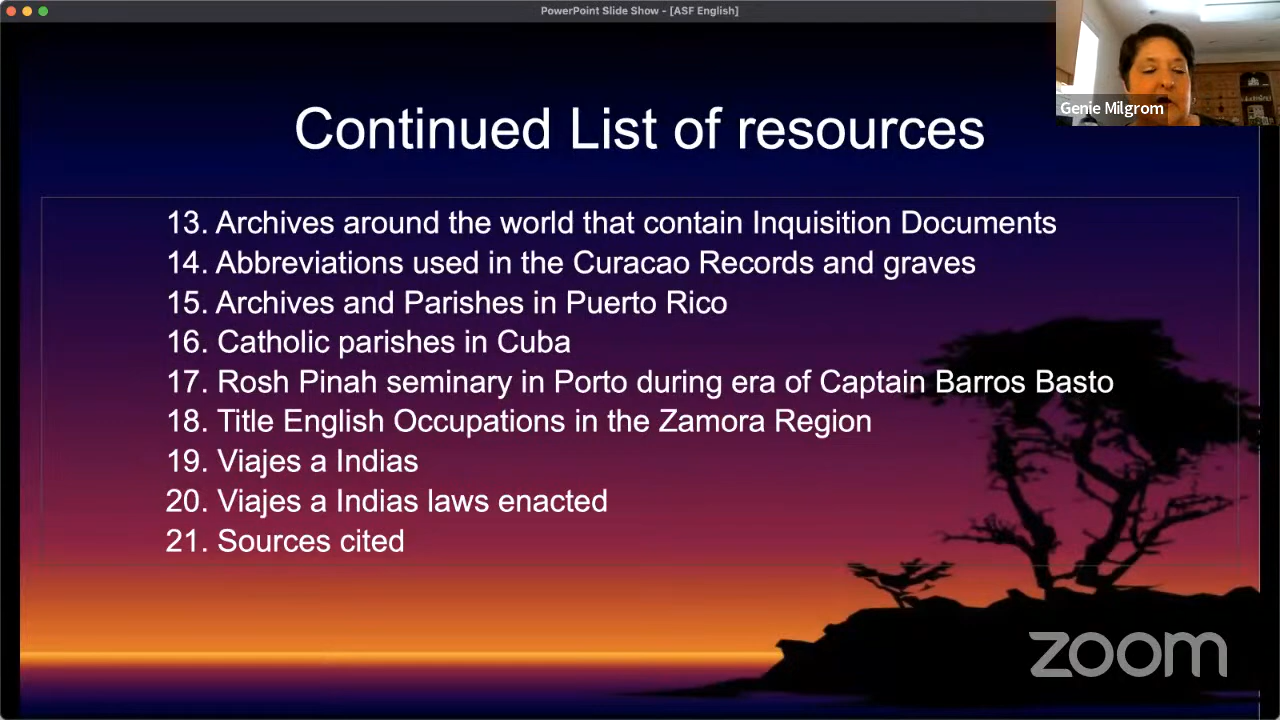 PowerPoint Slide Show - [ASF English]
Genie Milgrom
Continued List of resources
13. Archives around the world that contain Inquisition Documents
14. Abbreviations used in the Curacao Records and graves
15. Archives and Parishes in Puerto Rico
16. Catholic parishes in Cuba
17. Rosh Pinah seminary in Porto during era of Captain Barros Basto
18. Title English Occupations in the Zamora Region
19. Viajes a Indias
20. Viajes a Indias laws enacted
21. Sources cited
zoom